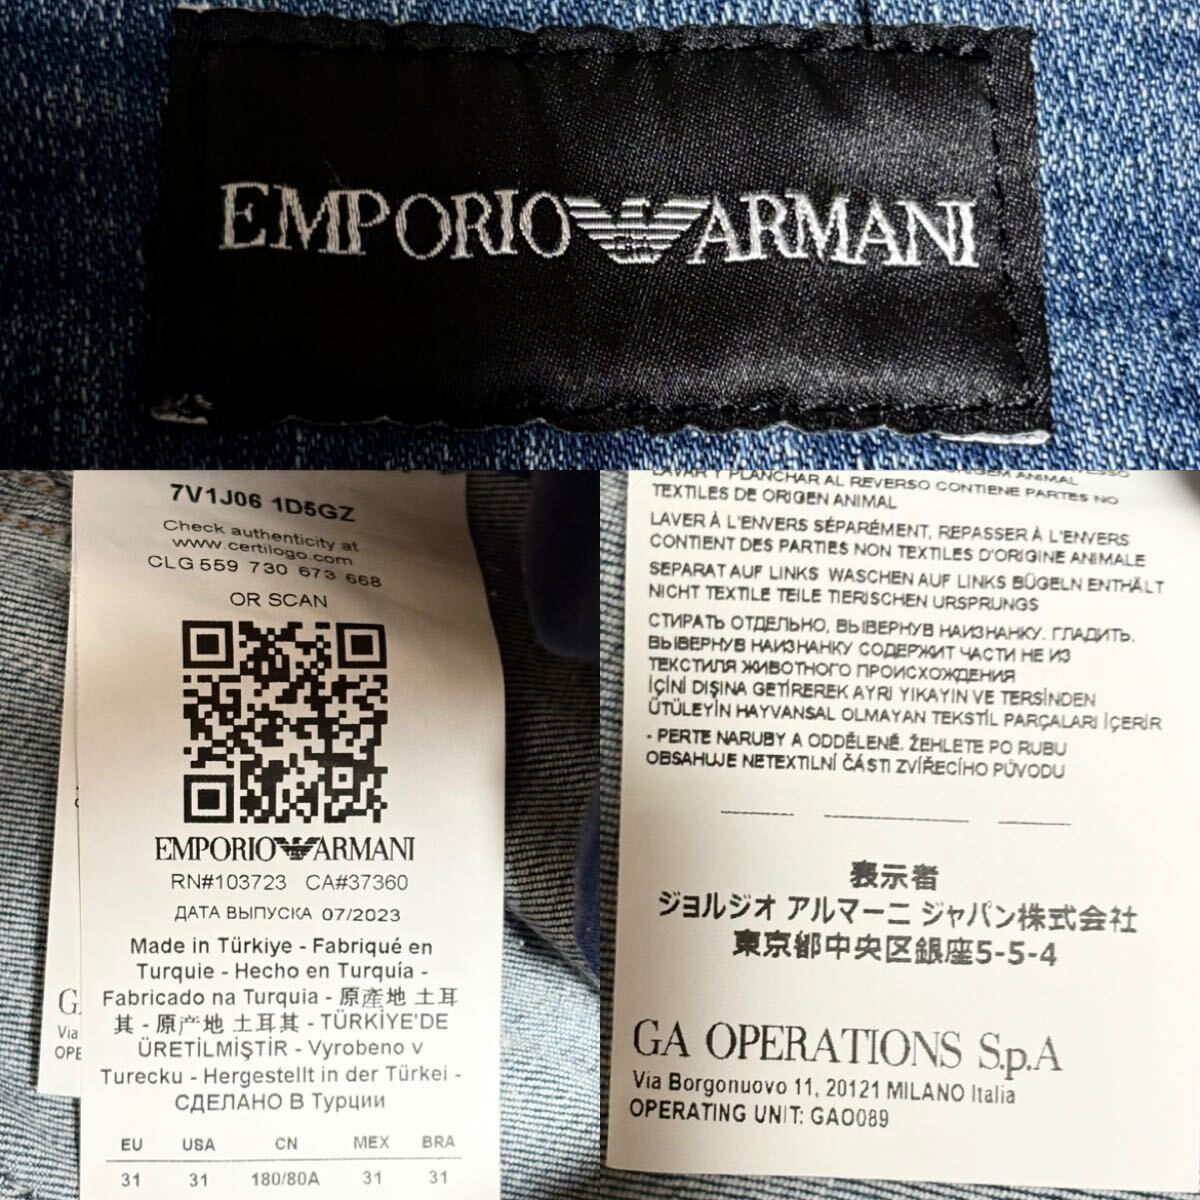 EMPORIO ARMANI
7V1J06 1D5GZ
Check authenticity at
www.certilogo.com
CLG 559 730 673 668
OR SCAN
EMPORIO ARMANI
RN#103723 CA#37360
ДАТА ВЫПУСКА 07/2023
Made in Türkiye - Fabriqué en
Turquie - Hecho en Turquía -
Fabricado na Turquia - 原產地 土耳
其 - 原产地 土耳其 - TÜRKİYE'DE
ÜRETİLMİŞTİR - Vyrobeno v
Turecku - Hergestellt in der Türkei -
СДЕЛАНО В Турции
EU USA CN MEX BRA
31 31 180/80A 31 31
G
Via
OPE
LAVAR Y PLANCHAR AL REVERSO CONTIENE PARTES NO
TEXTILES DE ORIGEN ANIMAL
LAVER À L'ENVERS SÉPARÉMENT, REPASSER À L'ENVERS
CONTIENT DES PARTIES NON TEXTILES D'ORIGINE ANIMALE
SEPARAT AUF LINKS WASCHEN AUF LINKS BÜGELN ENTHÄLT
NICHT TEXTILE TEILE TIERISCHEN URSPRUNGS
СТИРАТЬ ОТДЕЛЬНО, ВЫВЕРНУВ НАИЗНАНКУ. ГЛАДИТЬ,
ВЫВЕРНУВ НАИЗНАНКУ СОДЕРЖИТ ЧАСТИ НЕ ИЗ
ТЕКСТИЛЯ ЖИВОТНОГО ПРОИСХОЖДЕНИЯ
İÇİNİ DIŞINA GETİREREK AYRI YIKAYIN VE TERSİNDEN
ÜTÜLEYİN HAYVANSAL OLMAYAN TEKSTİL PARÇALARI İÇERİR
- PERTE NARUBY A ODDĚLENĚ. ŽEHLETE PO RUBU
OBSAHUJE NETEXTILNÍ ČÁSTI ZVÍŘECÍHO PŮVODU
表示者
ジョルジオ アルマーニ ジャパン株式会社
東京都中央区銀座5-5-4
GA OPERATIONS S.p.A
Via Borgonuovo 11, 20121 MILANO Italia
OPERATING UNIT: GAO089